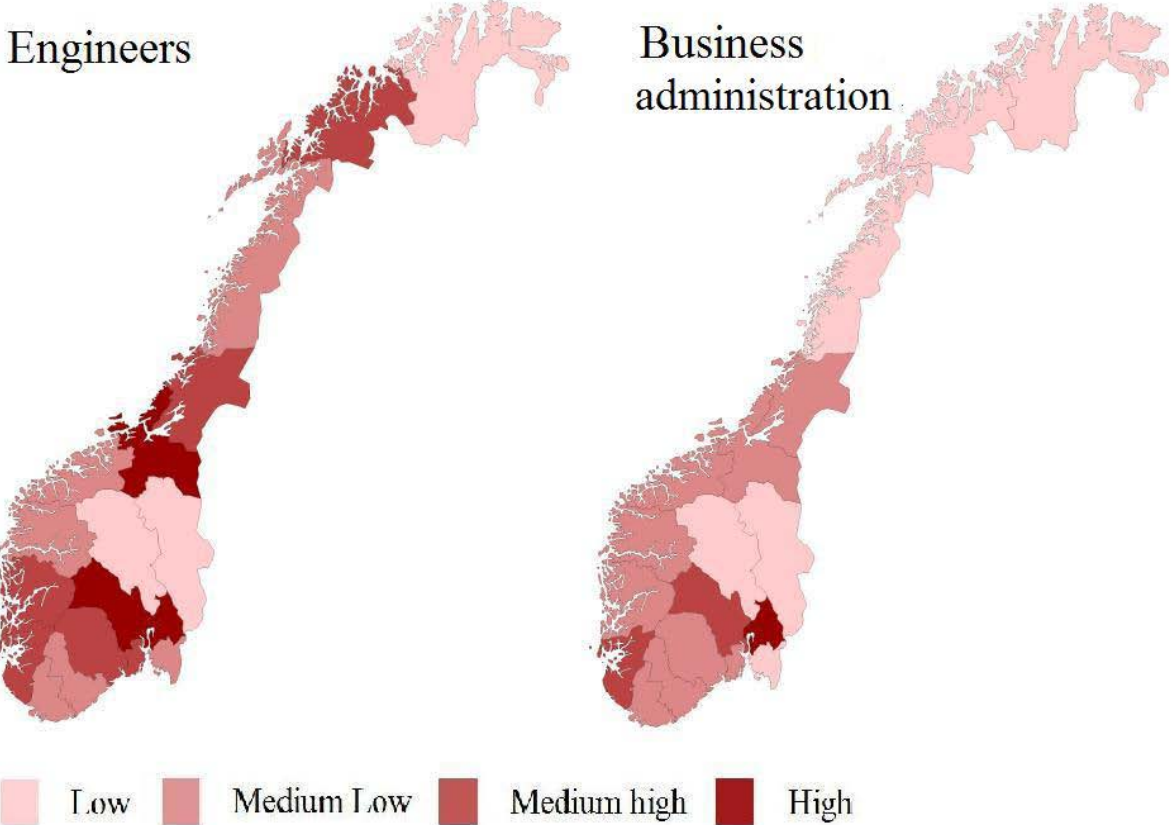 Engineers
Business
administration
Low
Medium Low
Medium high
High